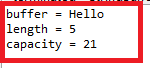 buffer = Hello
length = 5
capacity = 21